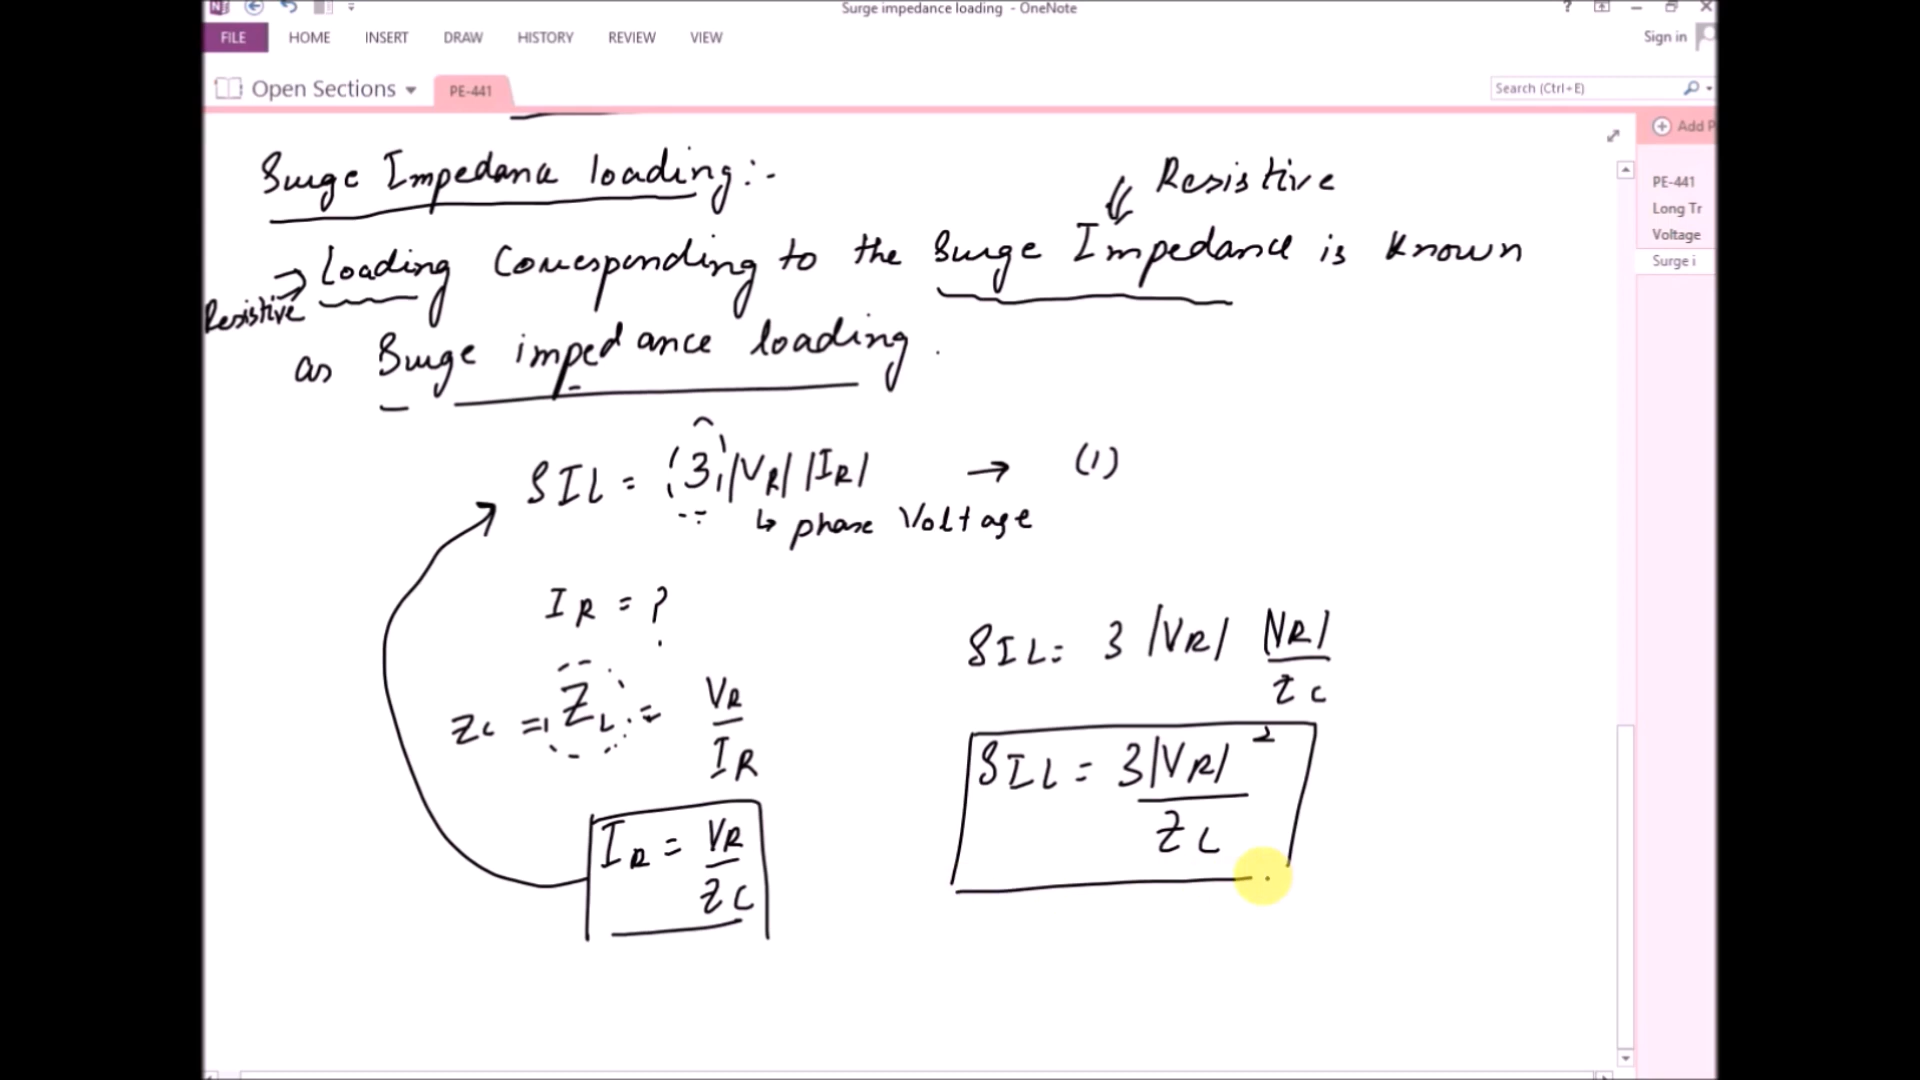 Surge impedance loading - OneNote
FILE HOME INSERT DRAW HISTORY REVIEW VIEW
Sign in
Open Sections PE-441
Search (Ctrl+E)
Add P
PE-441
Long Tr
Voltage
Surge i
Surge Impedance loading:-
Resistive
→ Loading Corresponding to the Surge Impedance is known
Resistive
as Surge impedance loading.
SIL = (3)|VR| |IR| → (1)
↳ phase Voltage
IR = ?
ZC = ZL = VR/IR
IR = VR/ZC
SIL = 3 |VR| |VR|/ZC
SIL = 3|VR|²/ZC